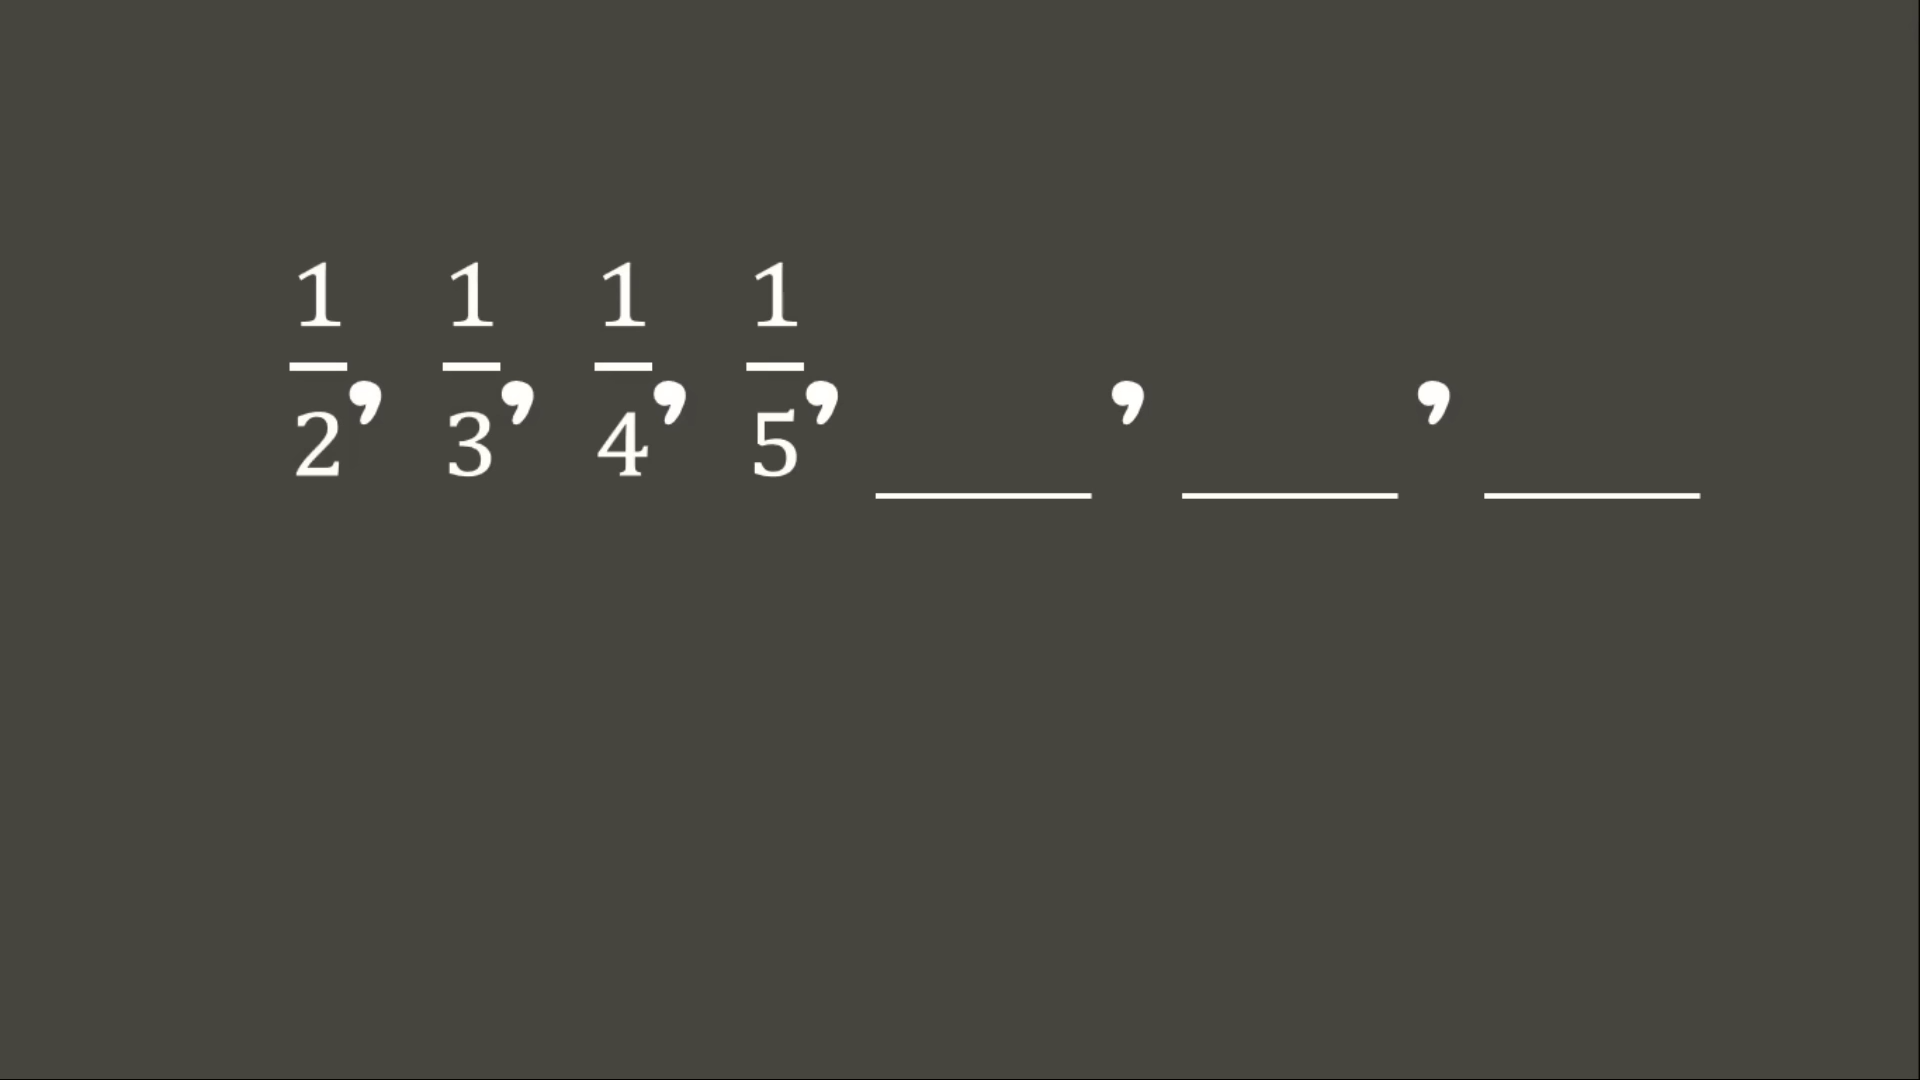 1/2, 1/3, 1/4, 1/5, ____, ____, ____